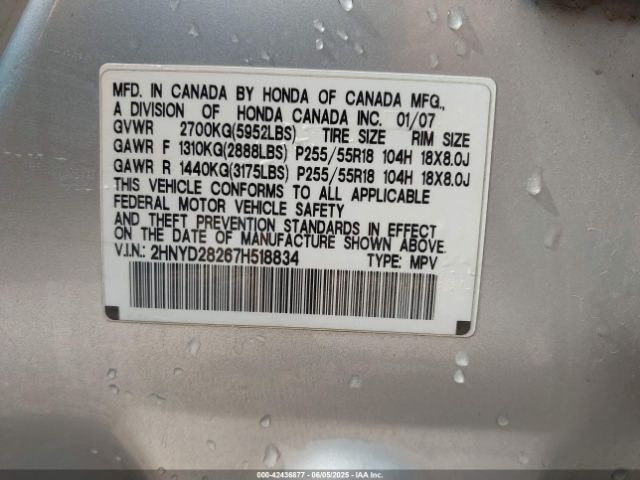 MFD. IN CANADA BY HONDA OF CANADA MFG.,
A DIVISION OF HONDA CANADA INC. 01/07
GVWR 2700KG(5952LBS) TIRE SIZE RIM SIZE
GAWR F 1310KG(2888LBS) P255/55R18 104H 18X8.0J
GAWR R 1440KG(3175LBS) P255/55R18 104H 18X8.0J
THIS VEHICLE CONFORMS TO ALL APPLICABLE
FEDERAL MOTOR VEHICLE SAFETY
AND THEFT PREVENTION STANDARDS IN EFFECT
ON THE DATE OF MANUFACTURE SHOWN ABOVE.
V.I.N.: 2HNYD28267H518834 TYPE: MPV
000-42436877 - 06/05/2025 - IAAI.com